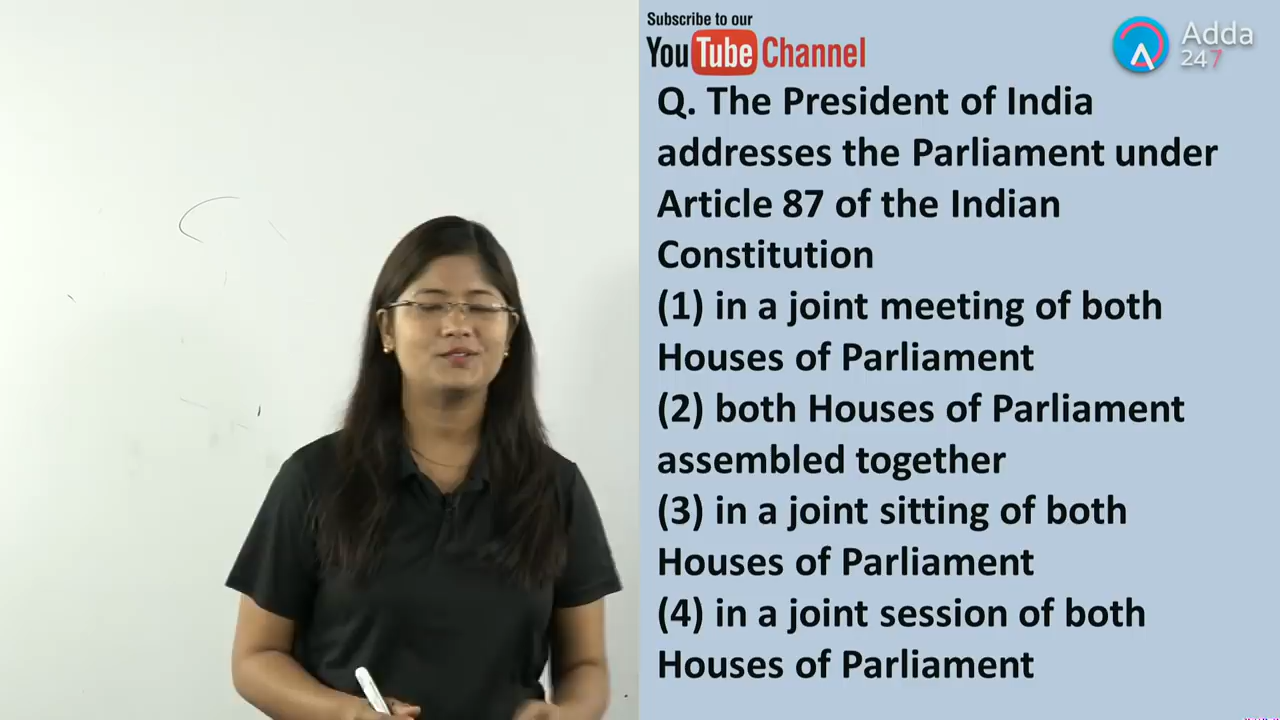 Subscribe to our
YouTube Channel
Adda
247
Q. The President of India
addresses the Parliament under
Article 87 of the Indian
Constitution
(1) in a joint meeting of both
Houses of Parliament
(2) both Houses of Parliament
assembled together
(3) in a joint sitting of both
Houses of Parliament
(4) in a joint session of both
Houses of Parliament